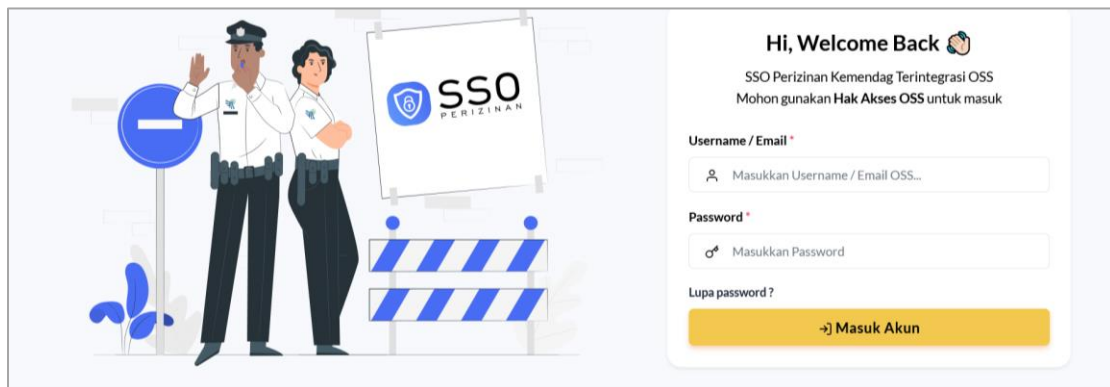 SSO
PERIZINAN
Hi, Welcome Back
SSO Perizinan Kemendag Terintegrasi OSS
Mohon gunakan Hak Akses OSS untuk masuk
Username / Email *
Masukkan Username / Email OSS...
Password *
Masukkan Password
Lupa password ?
Masuk Akun